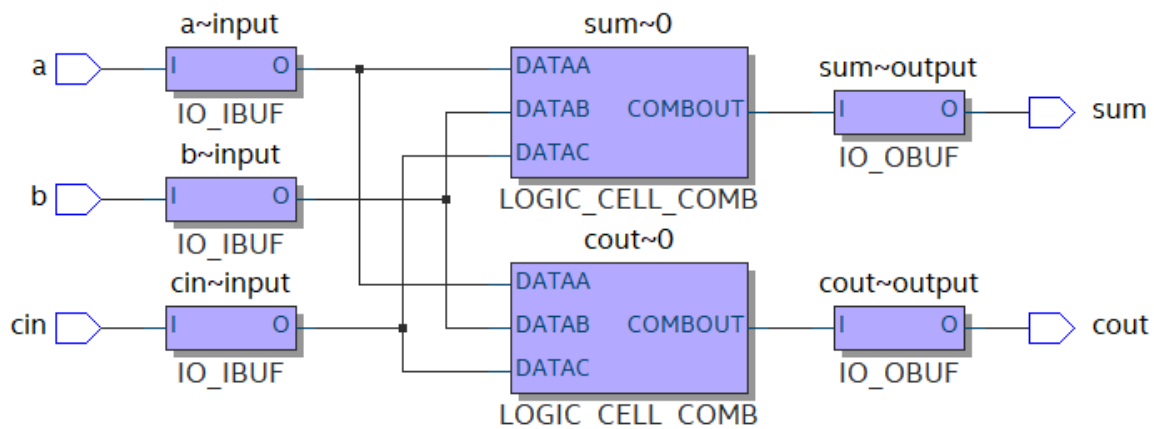 a~input
a
I O
IO_IBUF
b~input
b
I O
IO_IBUF
cin~input
cin
I O
IO_IBUF
sum~0
DATAA
DATAB COMBOUT
DATAC
LOGIC_CELL_COMB
cout~0
DATAA
DATAB COMBOUT
DATAC
LOGIC_CELL_COMB
sum~output
I O
sum
IO_OBUF
cout~output
I O
cout
IO_OBUF